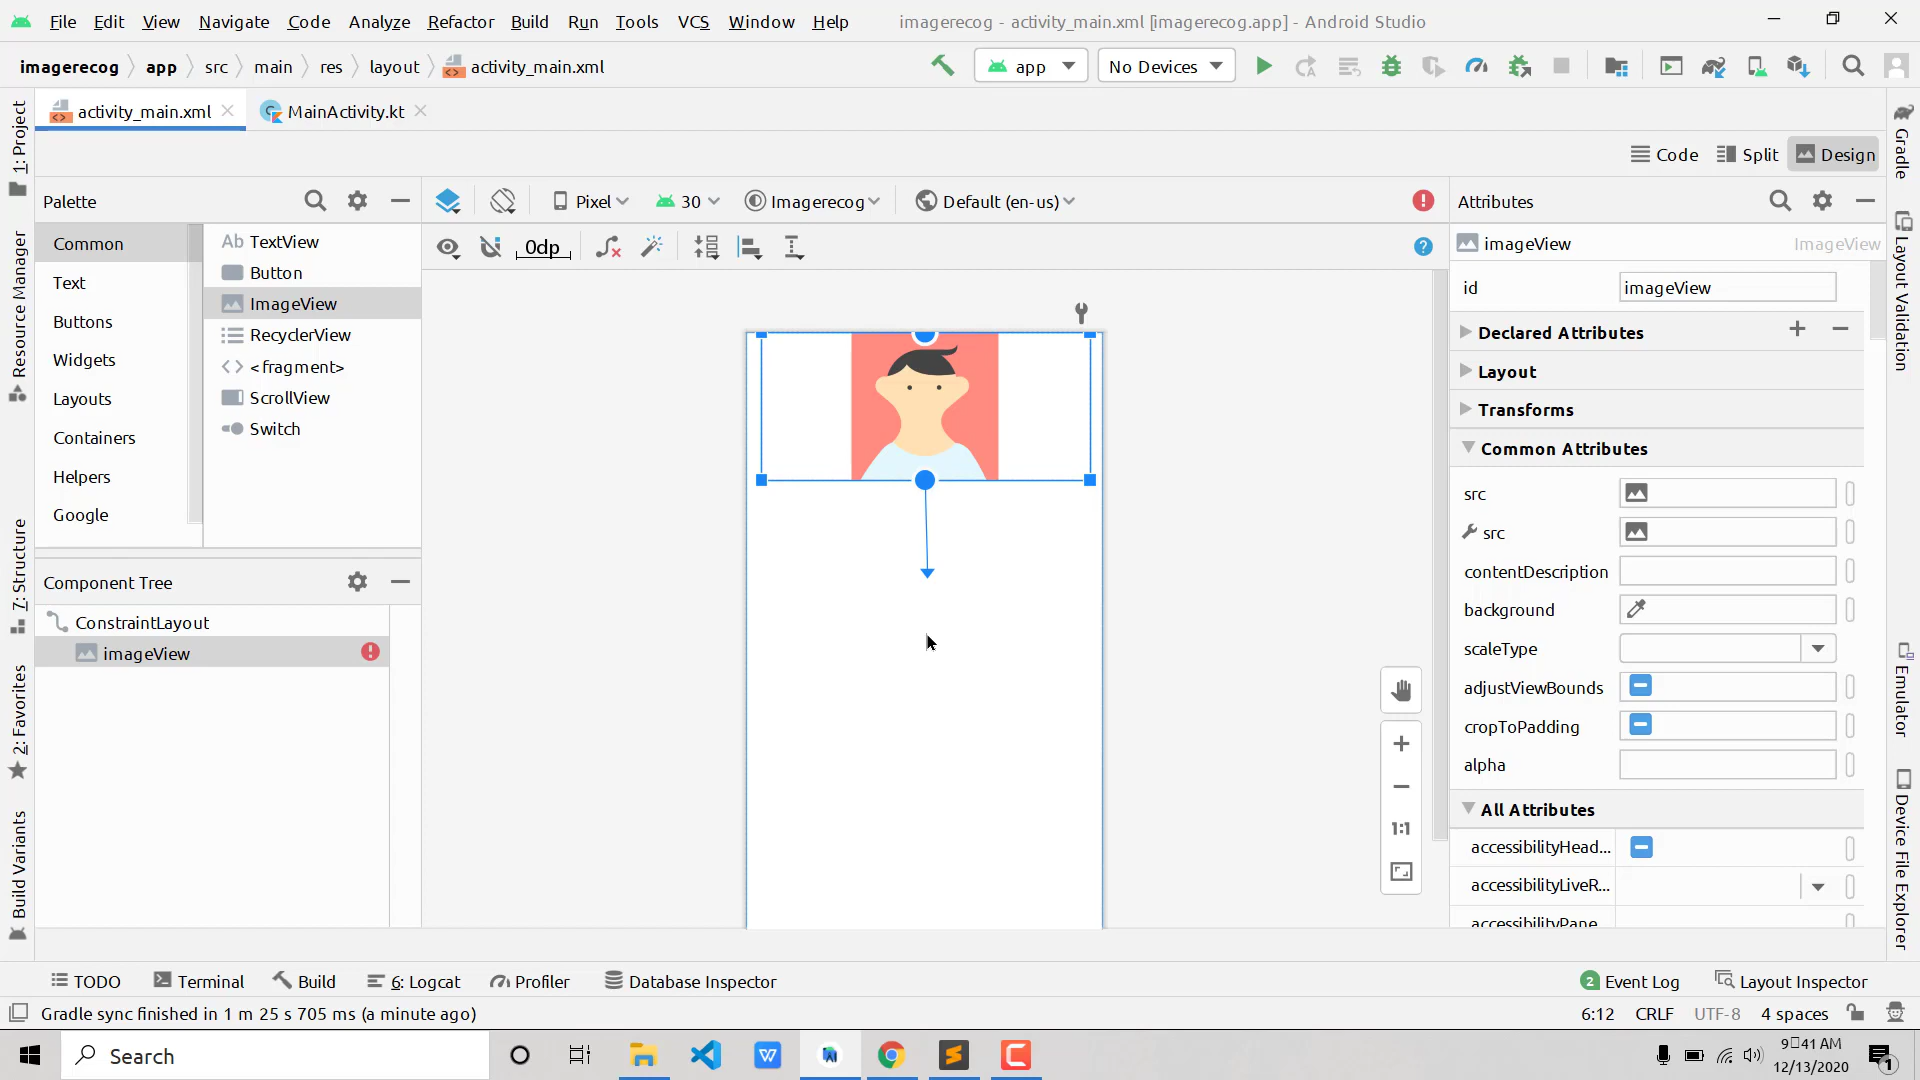 File Edit View Navigate Code Analyze Refactor Build Run Tools VCS Window Help imagerecog - activity_main.xml [imagerecog.app] - Android Studio
imagerecog app src main res layout activity_main.xml app No Devices
activity_main.xml MainActivity.kt
Code Split Design
Palette Pixel 30 Imagerecog Default (en-us) Attributes
0dp
Common
Text
Buttons
Widgets
Layouts
Containers
Helpers
Google
Ab TextView
Button
ImageView
RecyclerView
<fragment>
ScrollView
Switch
Component Tree
ConstraintLayout
imageView
imageView ImageView
id imageView
Declared Attributes
Layout
Transforms
Common Attributes
src
src
contentDescription
background
scaleType
adjustViewBounds
cropToPadding
alpha
All Attributes
accessibilityHead...
accessibilityLiveR...
accessibilityPane
1:1
1: Project
Resource Manager
7: Structure
2: Favorites
Build Variants
Gradle
Layout Validation
Emulator
Device File Explorer
TODO Terminal Build 6: Logcat Profiler Database Inspector 2 Event Log Layout Inspector
Gradle sync finished in 1 m 25 s 705 ms (a minute ago) 6:12 CRLF UTF-8 4 spaces
Search
9:41 AM
12/13/2020
1